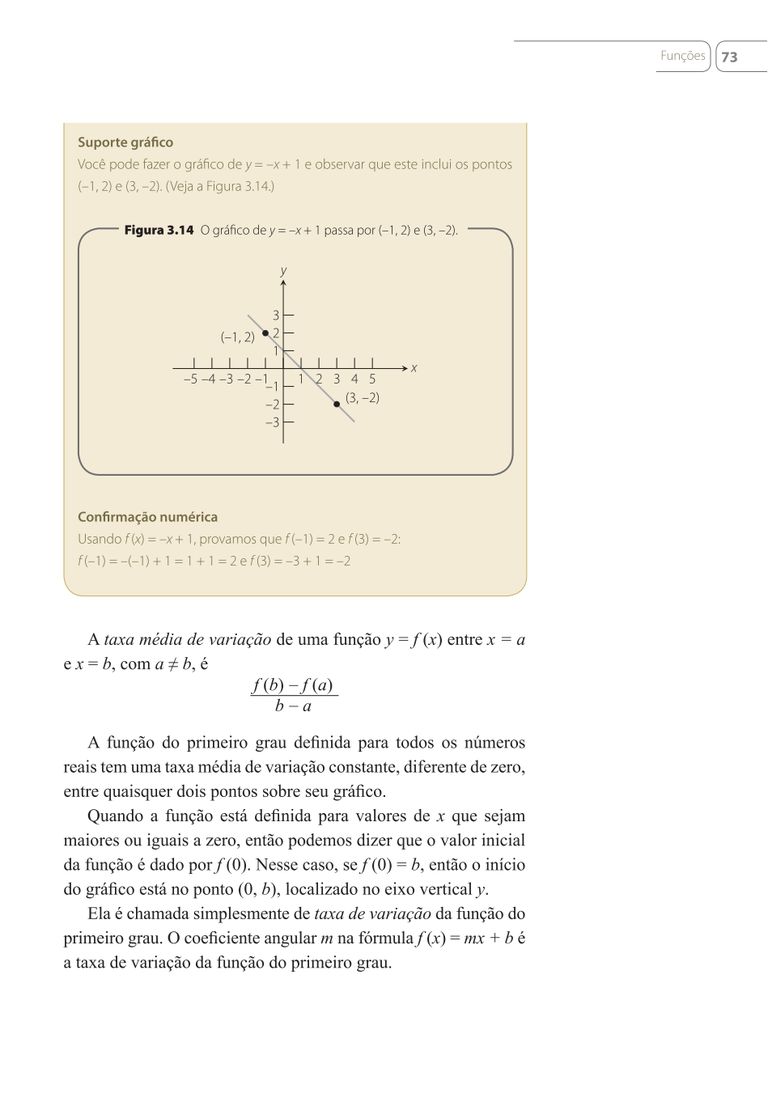 Funções 73
Suporte gráfico
Você pode fazer o gráfico de y = –x + 1 e observar que este inclui os pontos
(–1, 2) e (3, –2). (Veja a Figura 3.14.)
Figura 3.14 O gráfico de y = –x + 1 passa por (–1, 2) e (3, –2).
y
3
(–1, 2) 2
1
x
–5 –4 –3 –2 –1 1 2 3 4 5
–1
(3, –2)
–2
–3
Confirmação numérica
Usando f (x) = –x + 1, provamos que f (–1) = 2 e f (3) = –2:
f (–1) = –(–1) + 1 = 1 + 1 = 2 e f (3) = –3 + 1 = –2
A taxa média de variação de uma função y = f (x) entre x = a
e x = b, com a ≠ b, é
f (b) – f (a)
b – a
A função do primeiro grau definida para todos os números
reais tem uma taxa média de variação constante, diferente de zero,
entre quaisquer dois pontos sobre seu gráfico.
Quando a função está definida para valores de x que sejam
maiores ou iguais a zero, então podemos dizer que o valor inicial
da função é dado por f (0). Nesse caso, se f (0) = b, então o início
do gráfico está no ponto (0, b), localizado no eixo vertical y.
Ela é chamada simplesmente de taxa de variação da função do
primeiro grau. O coeficiente angular m na fórmula f (x) = mx + b é
a taxa de variação da função do primeiro grau.